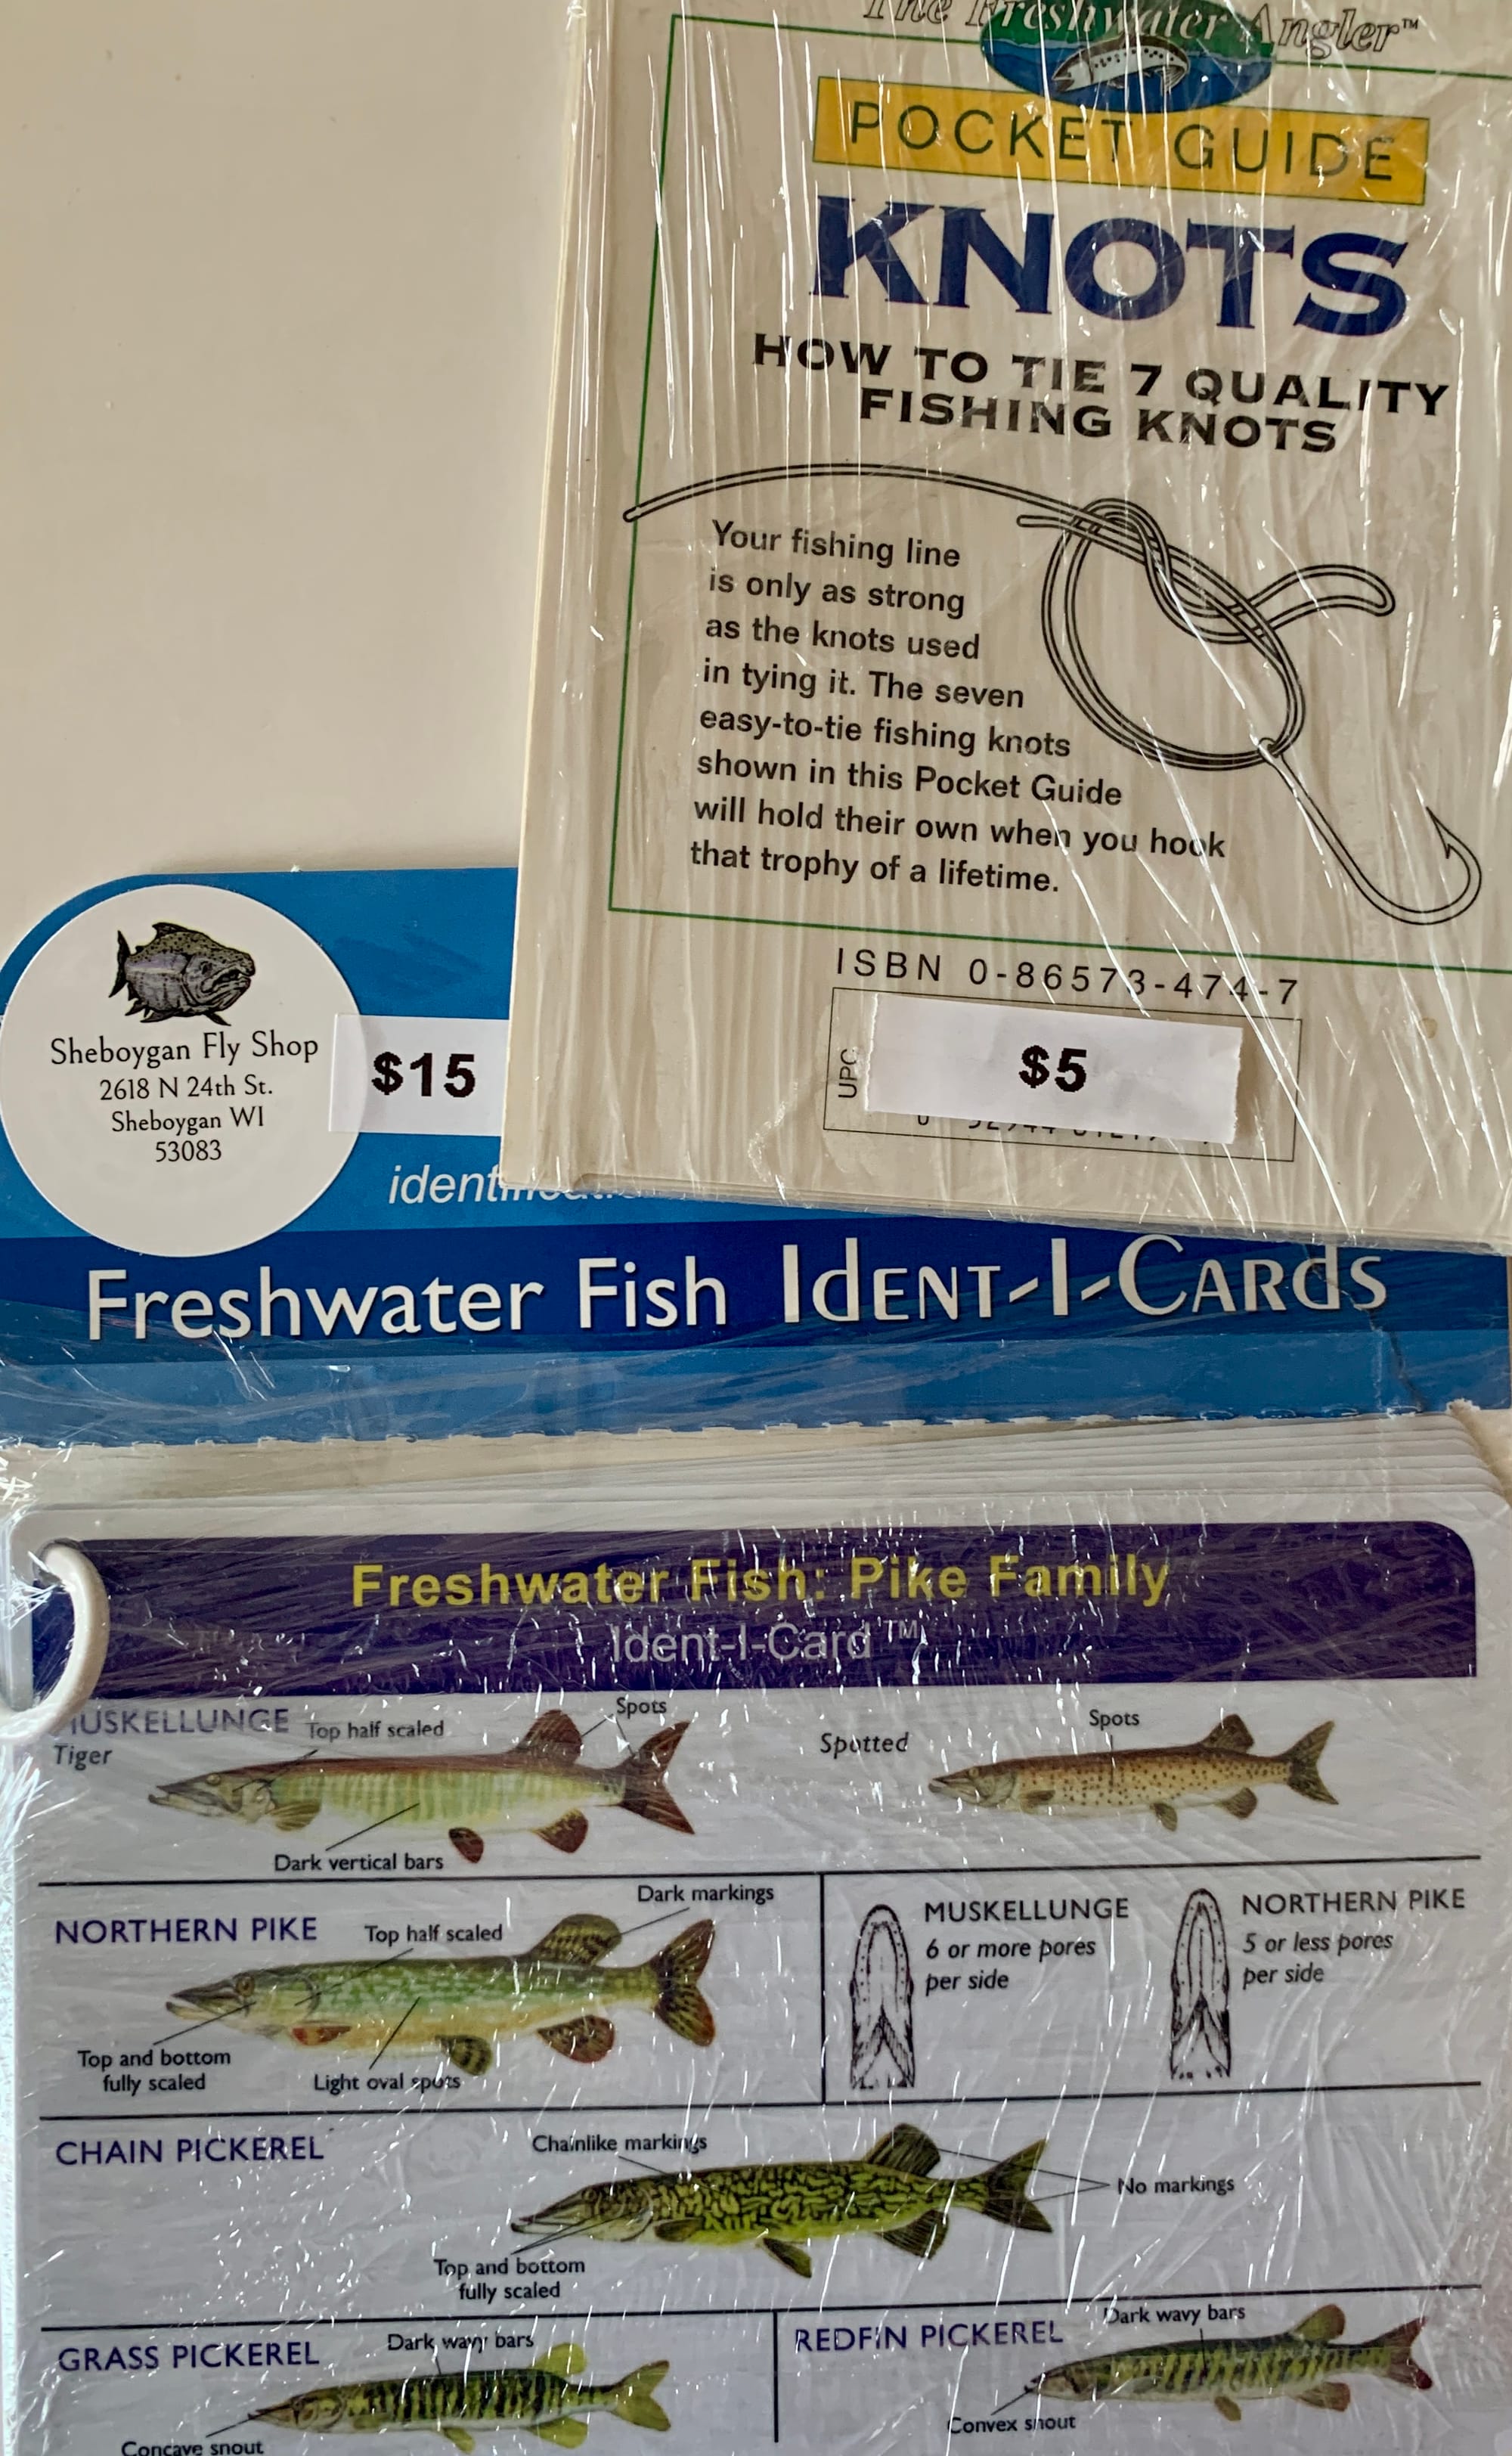 The Freshwater Angler™
POCKET GUIDE
KNOTS
HOW TO TIE 7 QUALITY
FISHING KNOTS
Your fishing line
is only as strong
as the knots used
in tying it. The seven
easy-to-tie fishing knots
shown in this Pocket Guide
will hold their own when you hook
that trophy of a lifetime.
ISBN 0-86573-474-7
UPC
$5
Sheboygan Fly Shop
2618 N 24th St.
Sheboygan WI
53083
$15
Freshwater Fish IDENT-I-CARDS
Freshwater Fish: Pike Family
Ident-I-Card™
MUSKELLUNGE
Tiger
Top half scaled
Spots
Dark vertical bars
Spotted
Spots
NORTHERN PIKE
Top half scaled
Dark markings
Top and bottom
fully scaled
Light oval spots
MUSKELLUNGE
6 or more pores
per side
NORTHERN PIKE
5 or less pores
per side
CHAIN PICKEREL
Chainlike markings
No markings
Top and bottom
fully scaled
GRASS PICKEREL
Dark wavy bars
Concave snout
REDFIN PICKEREL
Dark wavy bars
Convex snout